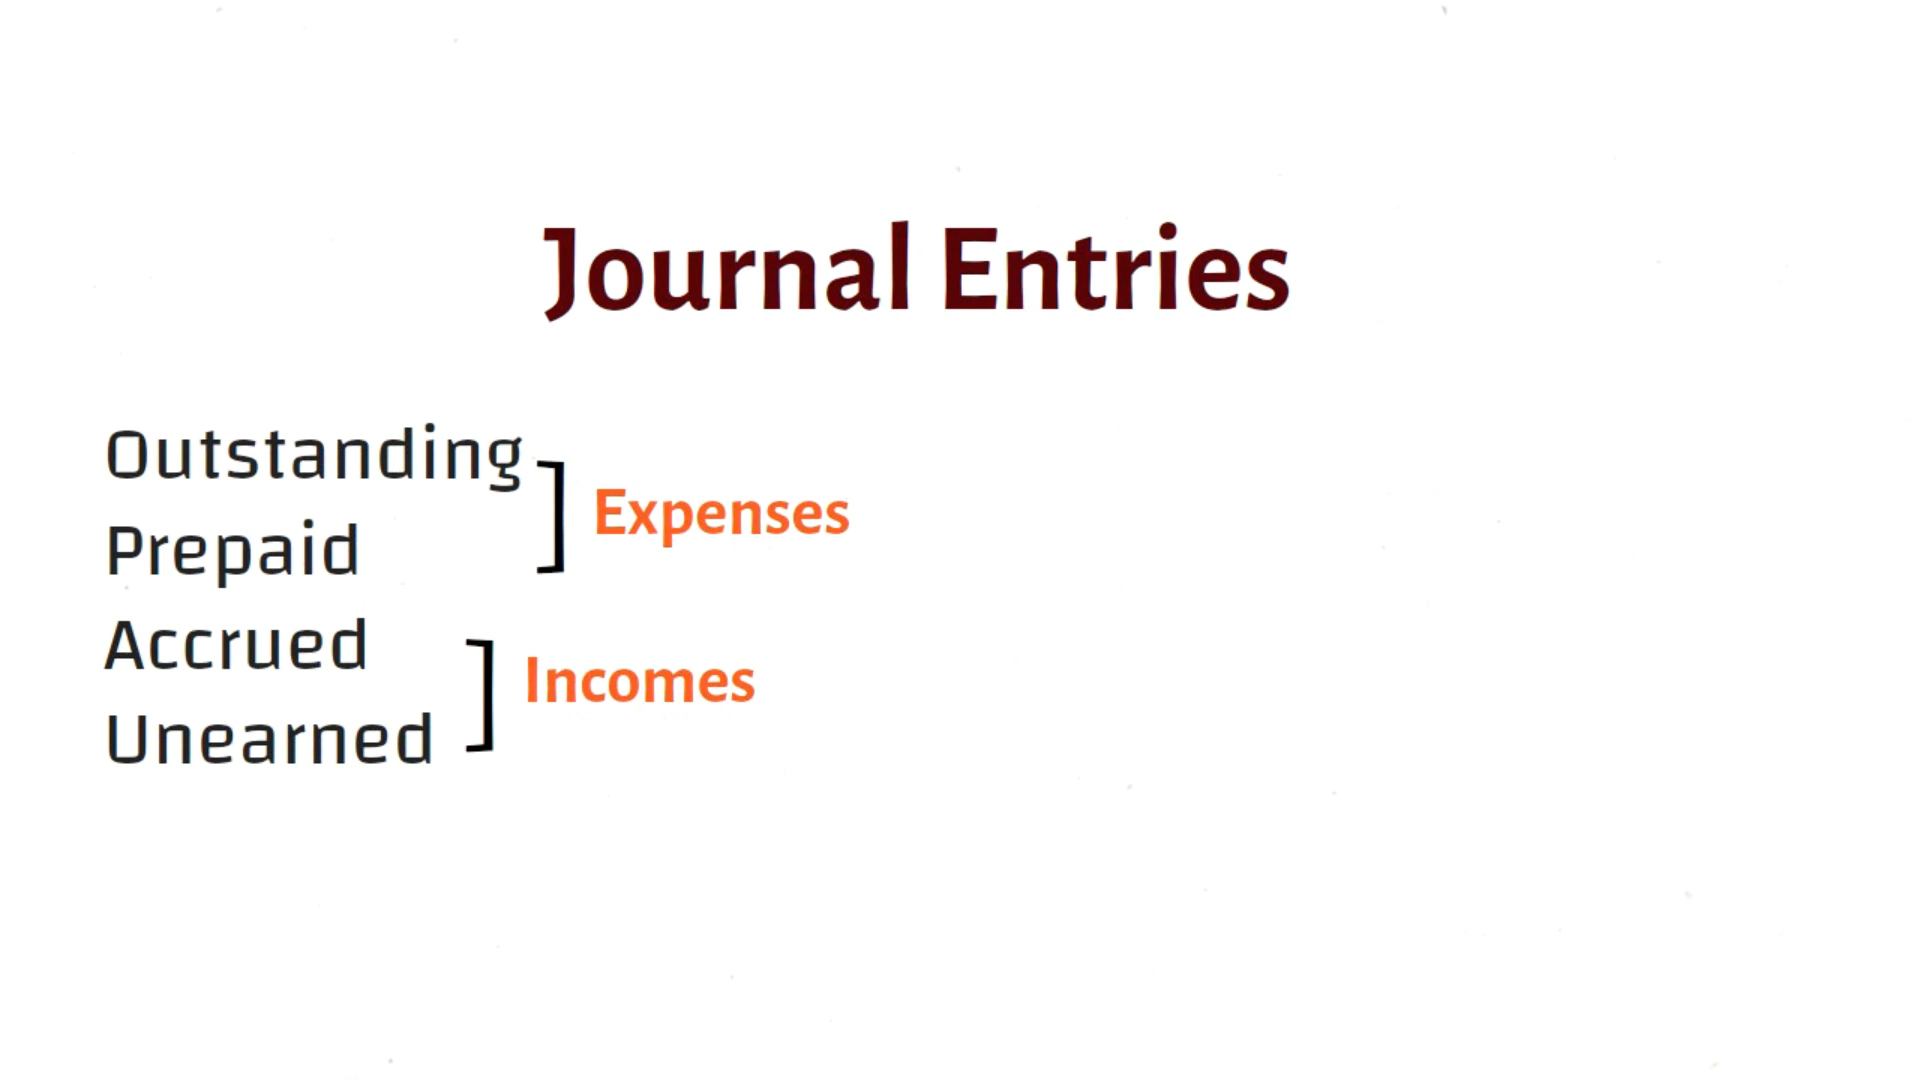 Journal Entries
Outstanding
Prepaid
Expenses
Accrued
Unearned
Incomes